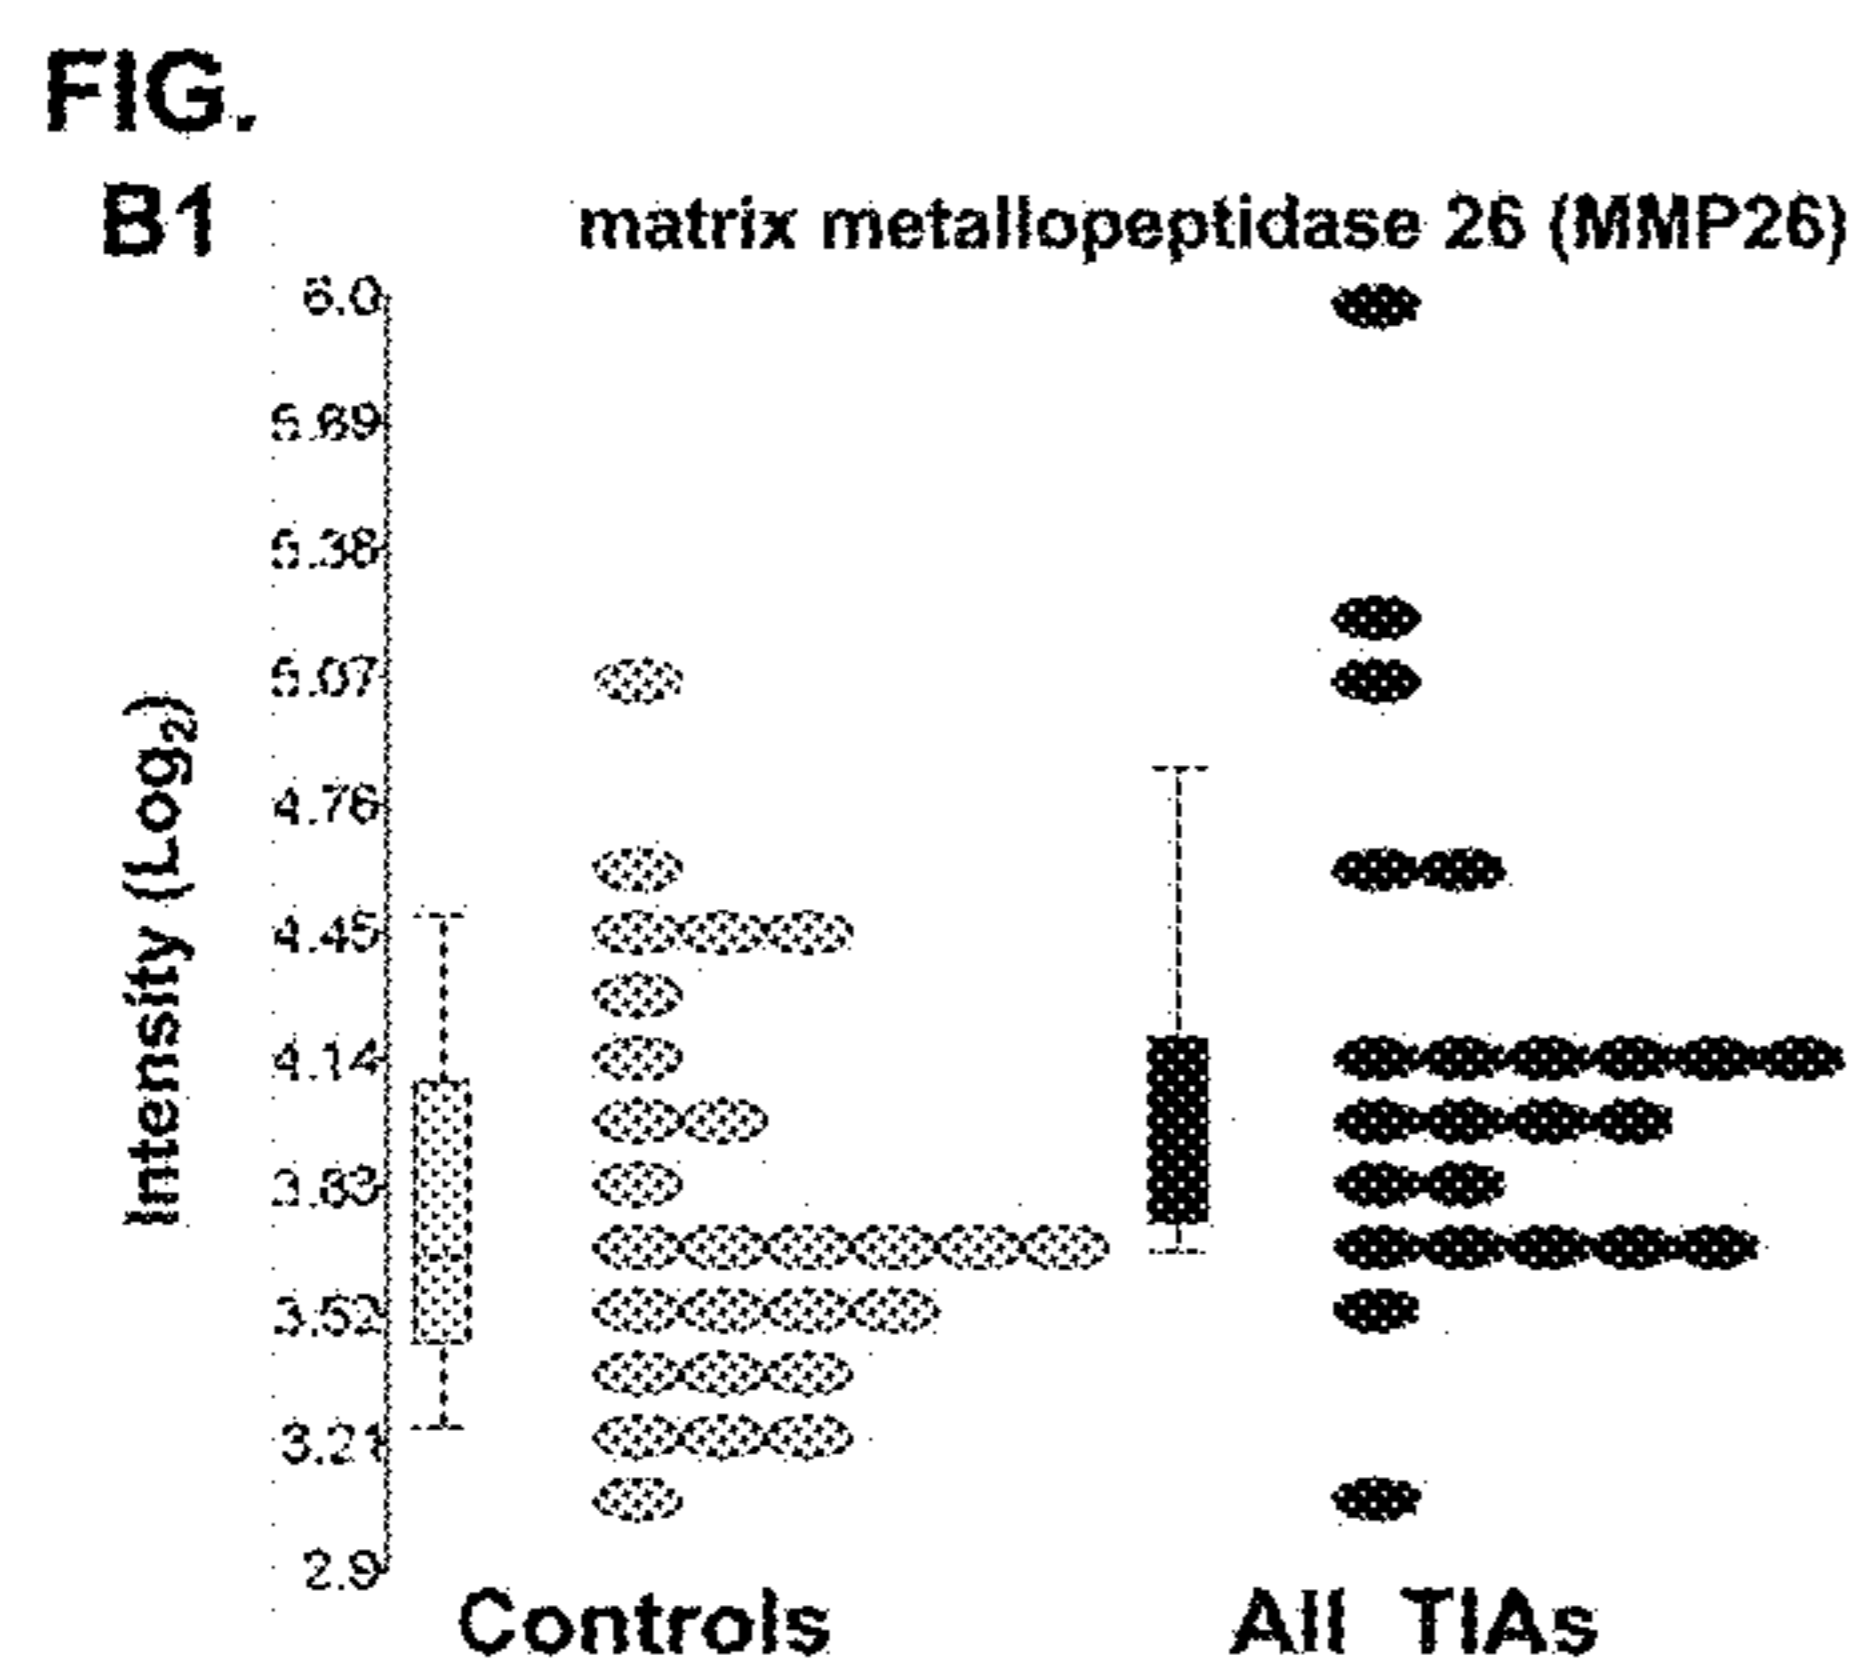 FIG.
B1
matrix metallopeptidase 26 (MMP26)
6.0
5.69
5.38
5.07
4.76
4.45
4.14
3.83
3.52
3.21
2.9
Intensity (Log₂)
Controls
All TIAs